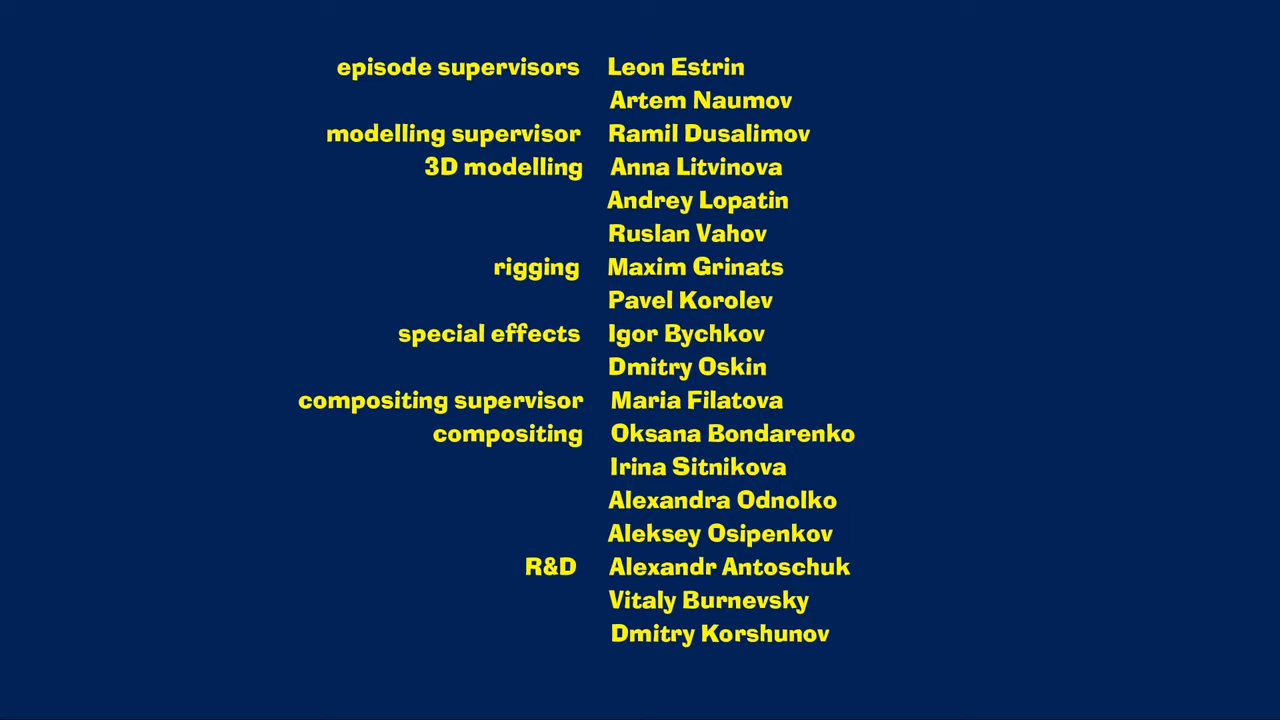 episode supervisors Leon Estrin
Artem Naumov
modelling supervisor Ramil Dusalimov
3D modelling Anna Litvinova
Andrey Lopatin
Ruslan Vahov
rigging Maxim Grinats
Pavel Korolev
special effects Igor Bychkov
Dmitry Oskin
compositing supervisor Maria Filatova
compositing Oksana Bondarenko
Irina Sitnikova
Alexandra Odnolko
Aleksey Osipenkov
R&D Alexandr Antoschuk
Vitaly Burnevsky
Dmitry Korshunov